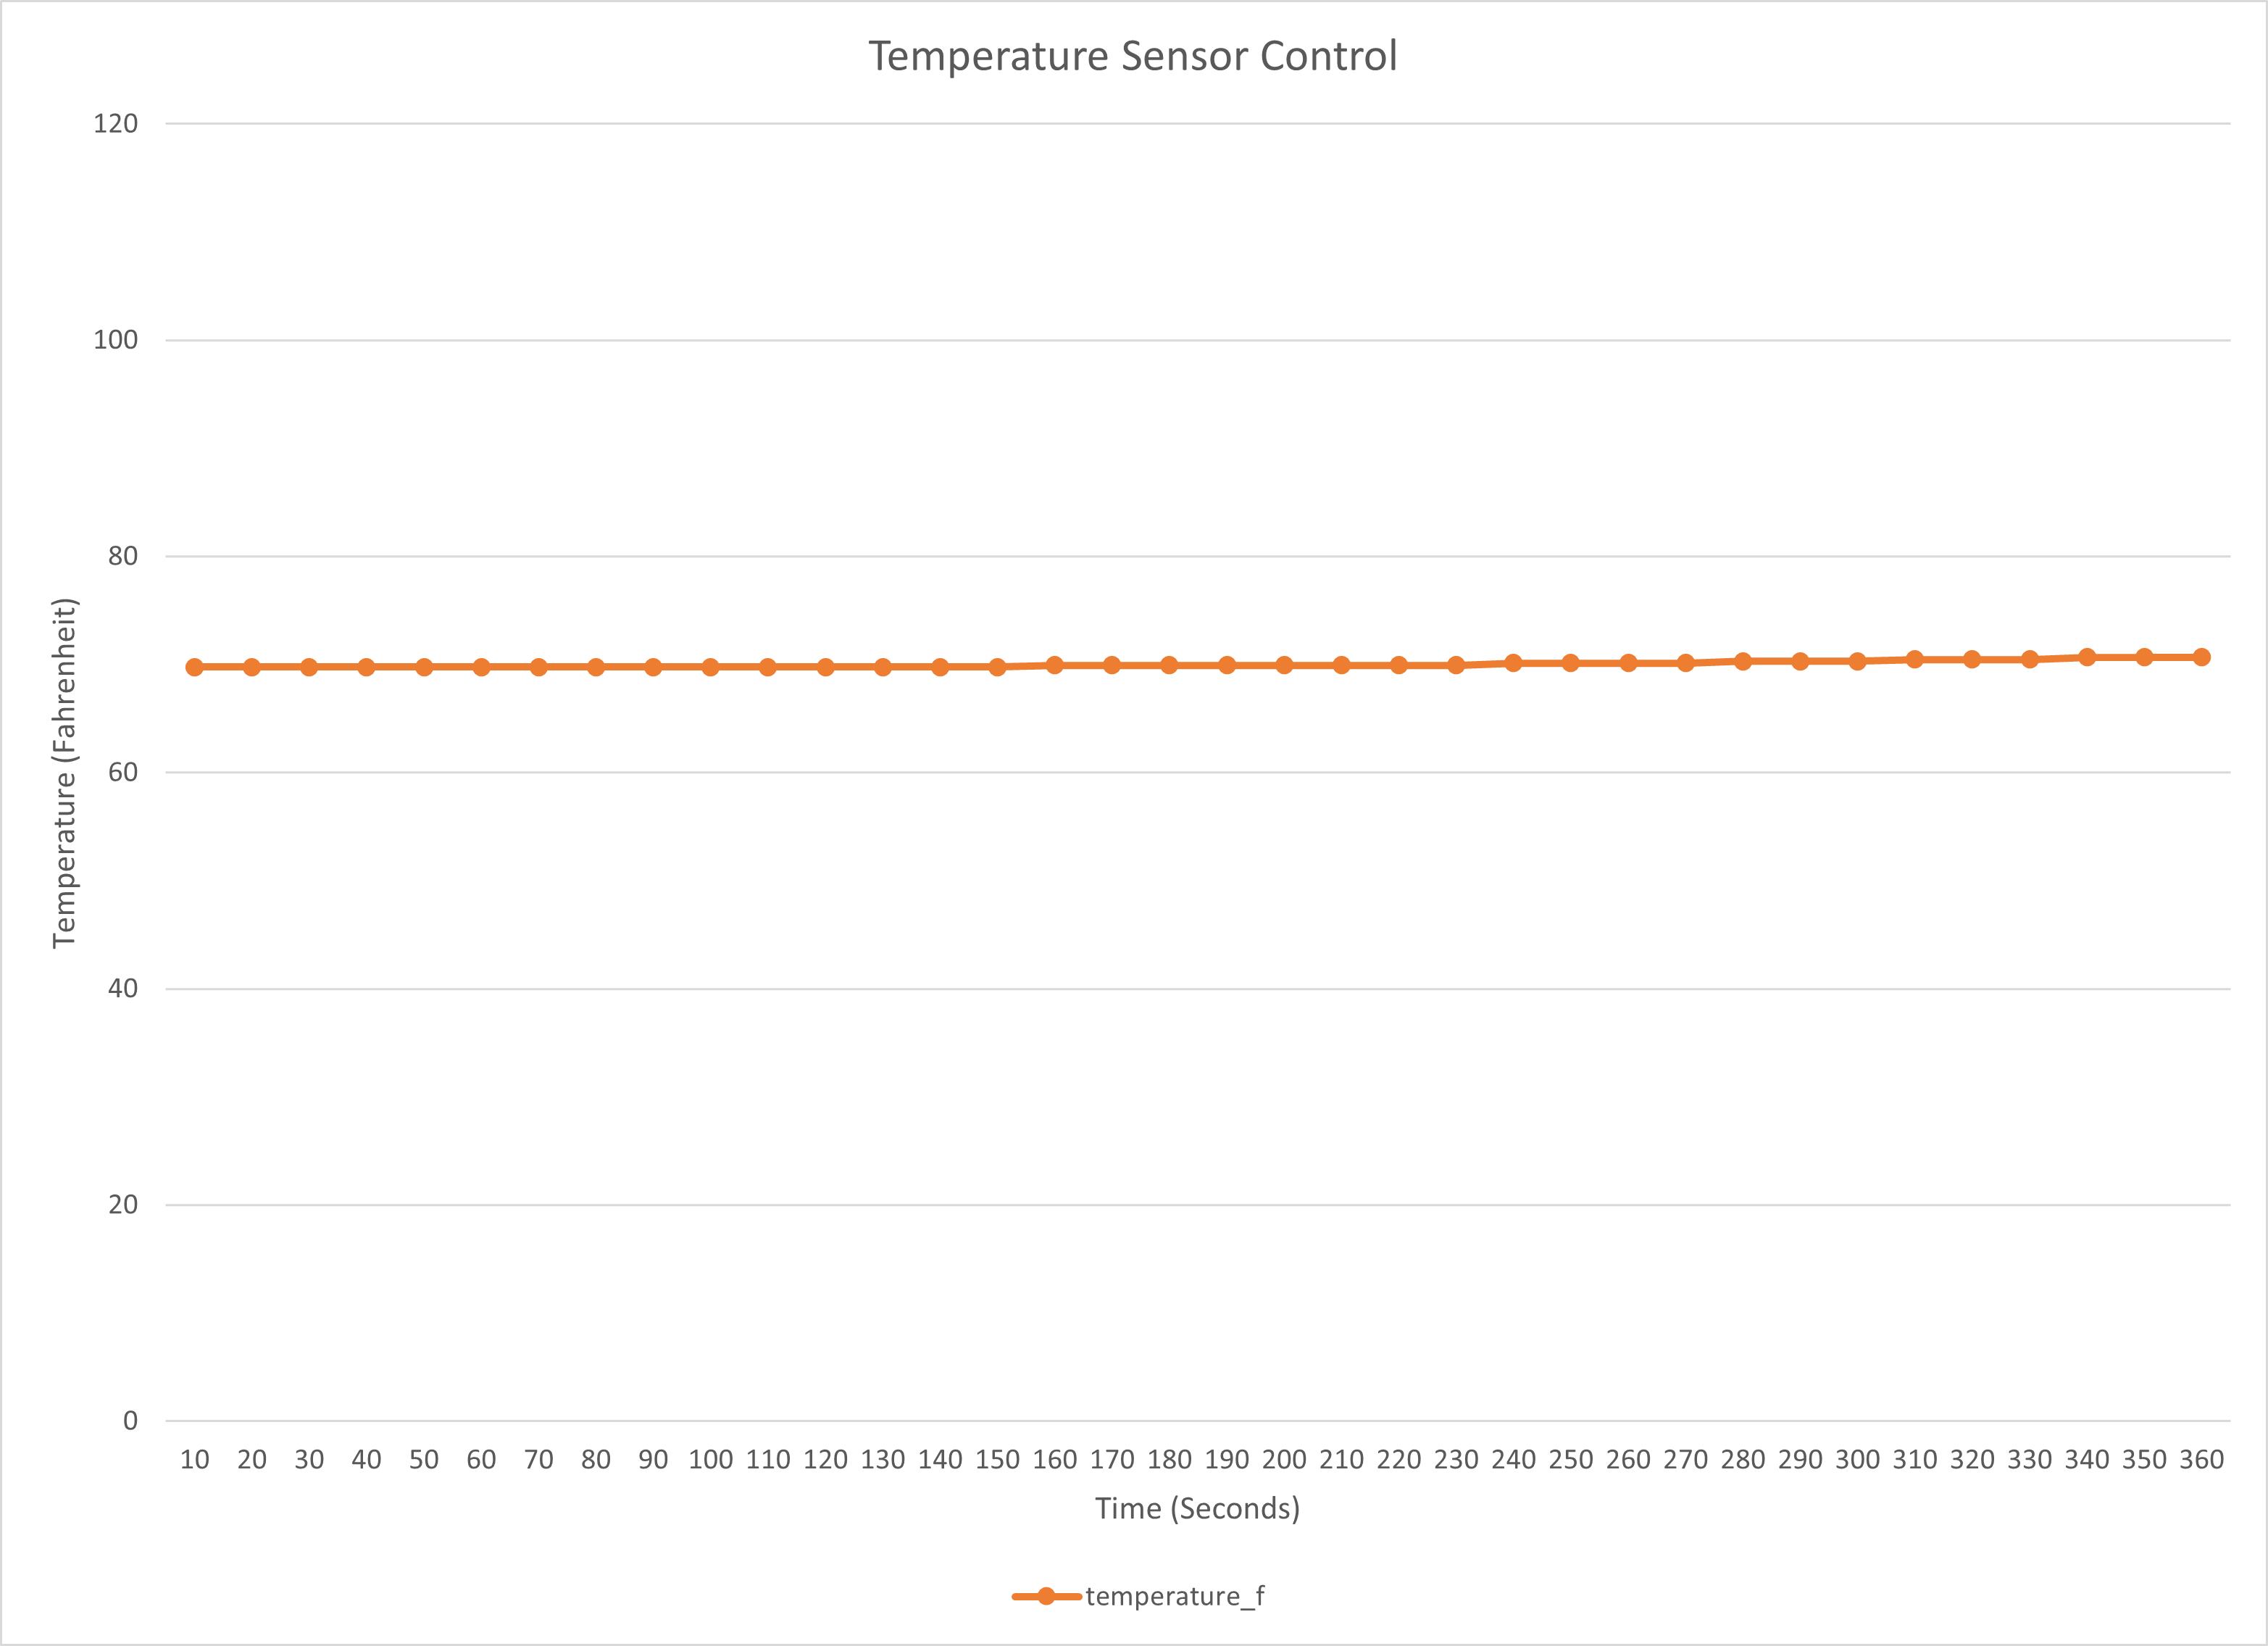 Temperature Sensor Control
120
100
80
60
40
20
0
Temperature (Fahrenheit)
10 20 30 40 50 60 70 80 90 100 110 120 130 140 150 160 170 180 190 200 210 220 230 240 250 260 270 280 290 300 310 320 330 340 350 360
Time (Seconds)
temperature_f